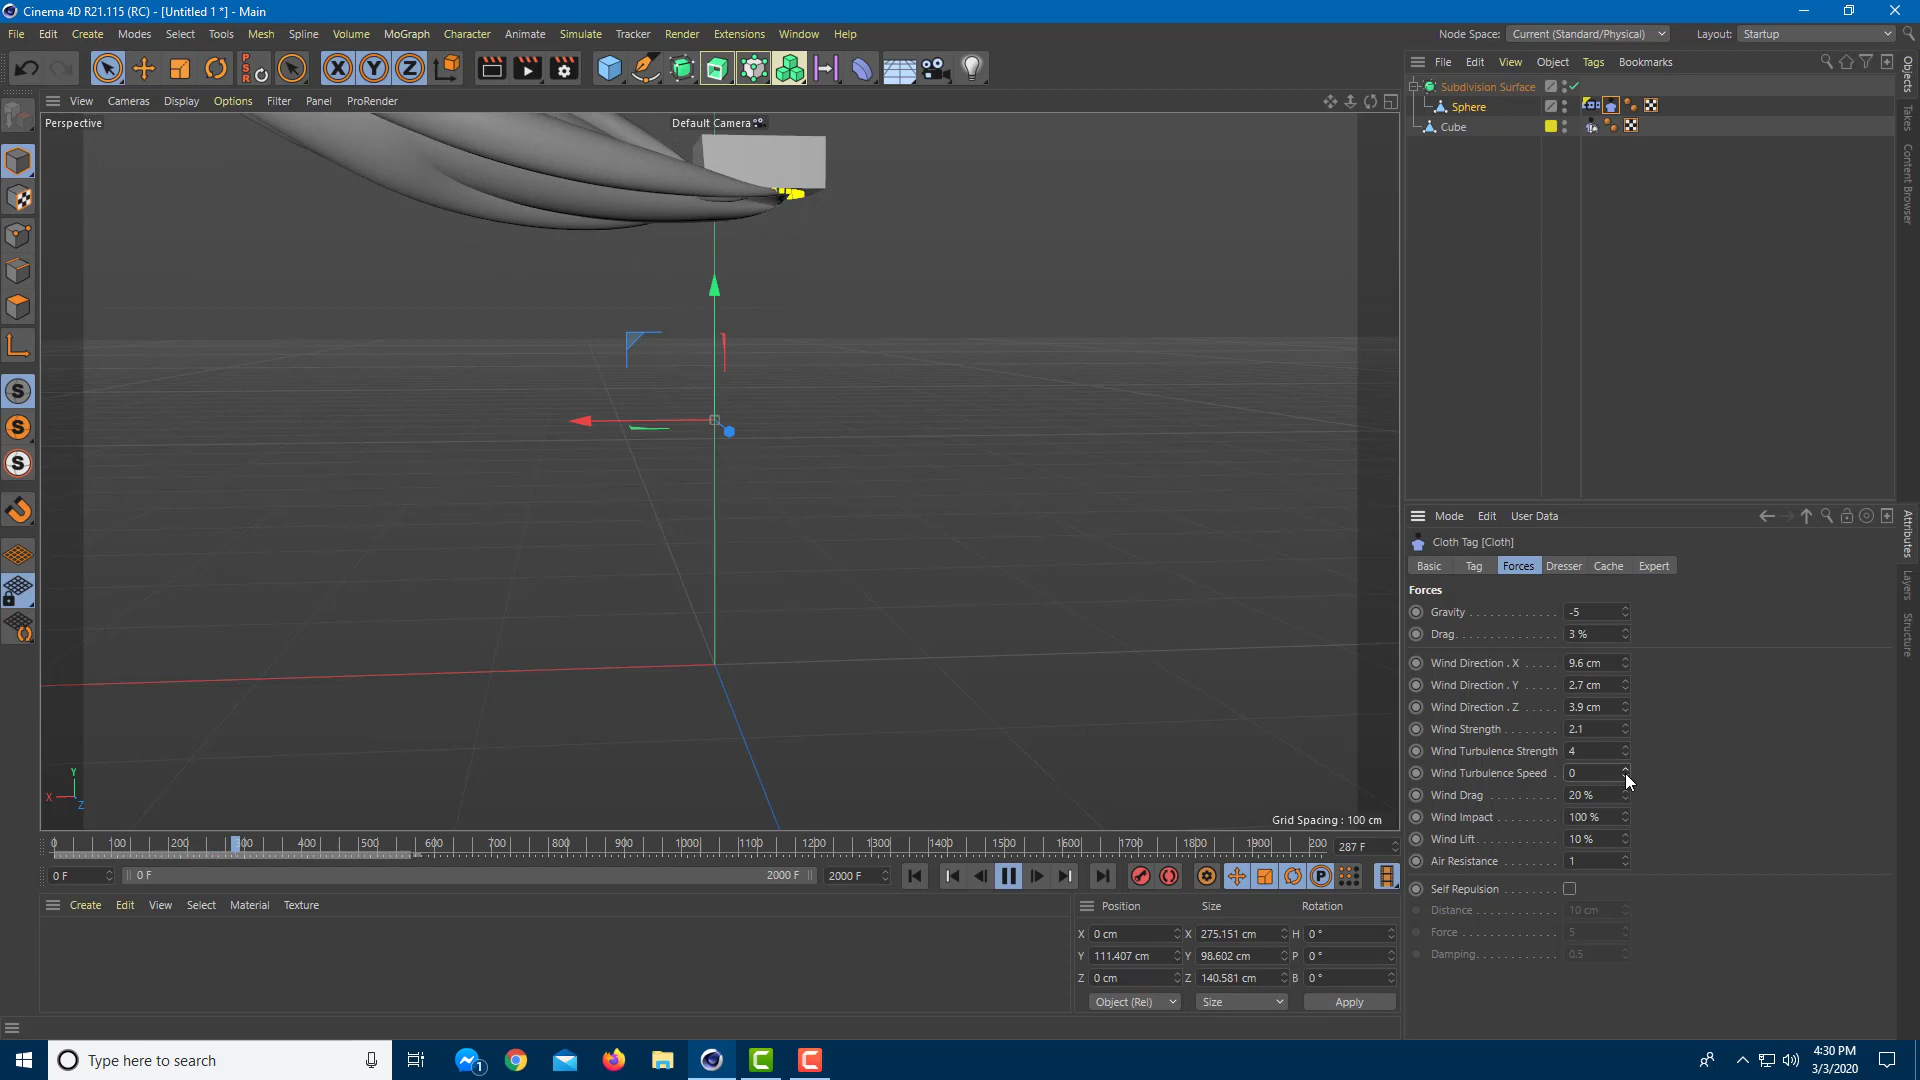 Cinema 4D R21.115 (RC) - [Untitled 1 *] - Main
File Edit Create Modes Select Tools Mesh Spline Volume MoGraph Character Animate Simulate Tracker Render Extensions Window Help
Node Space: Current (Standard/Physical) Layout: Startup
View Cameras Display Options Filter Panel ProRender
Perspective
Default Camera
Grid Spacing : 100 cm
Y
X
Z
File Edit View Object Tags Bookmarks
Subdivision Surface
Sphere
Cube
Objects
Takes
Content Browser
Mode Edit User Data
Cloth Tag [Cloth]
Basic Tag Forces Dresser Cache Expert
Forces
Gravity -5
Drag 3 %
Wind Direction . X 9.6 cm
Wind Direction . Y 2.7 cm
Wind Direction . Z 3.9 cm
Wind Strength 2.1
Wind Turbulence Strength 4
Wind Turbulence Speed 0
Wind Drag 20 %
Wind Impact 100 %
Wind Lift 10 %
Air Resistance 1
Self Repulsion
Distance 10 cm
Force 5
Damping 0.5
Attributes
Layers
Structure
0 100 200 300 400 500 600 700 800 900 1000 1100 1200 1300 1400 1500 1600 1700 1800 1900 200 287 F
0 F 0 F 2000 F 2000 F
Create Edit View Select Material Texture
Position Size Rotation
X 0 cm X 275.151 cm H 0 °
Y 111.407 cm Y 98.602 cm P 0 °
Z 0 cm Z 140.581 cm B 0 °
Object (Rel) Size Apply
Type here to search
1
4:30 PM
3/3/2020